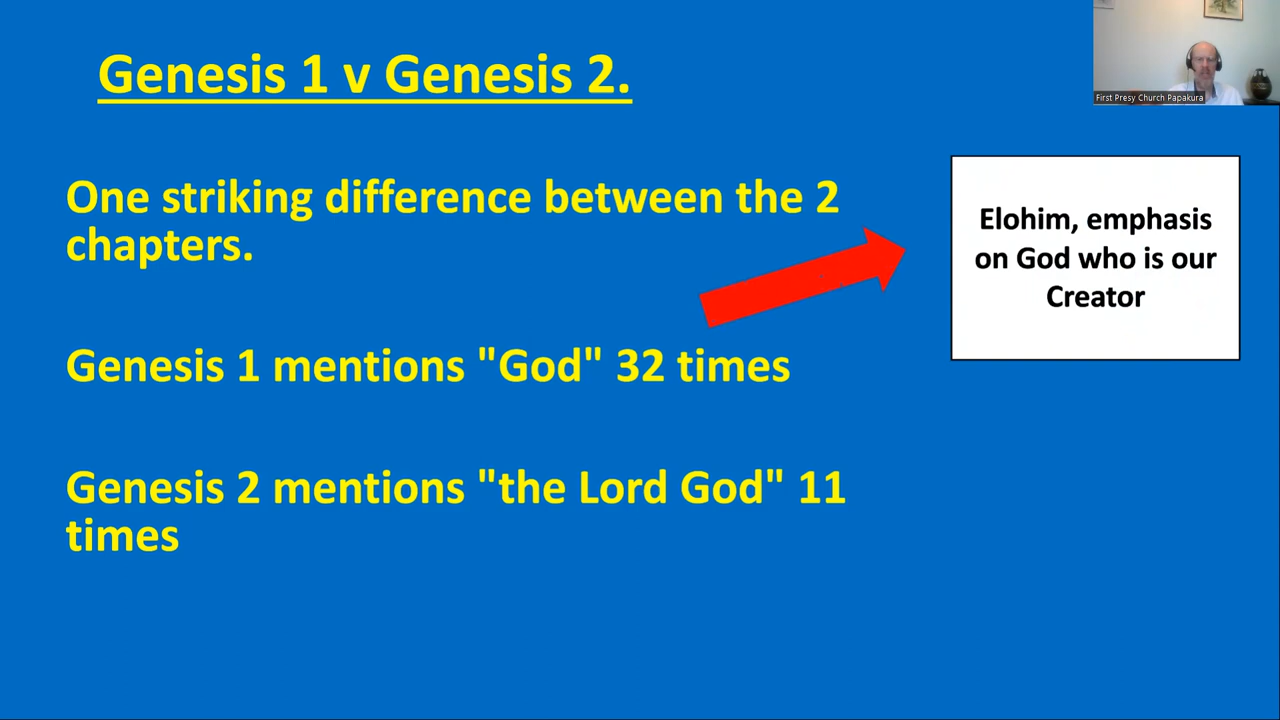 Genesis 1 v Genesis 2.
First Presy Church Papakura
One striking difference between the 2
chapters.
Elohim, emphasis
on God who is our
Creator
Genesis 1 mentions "God" 32 times
Genesis 2 mentions "the Lord God" 11
times